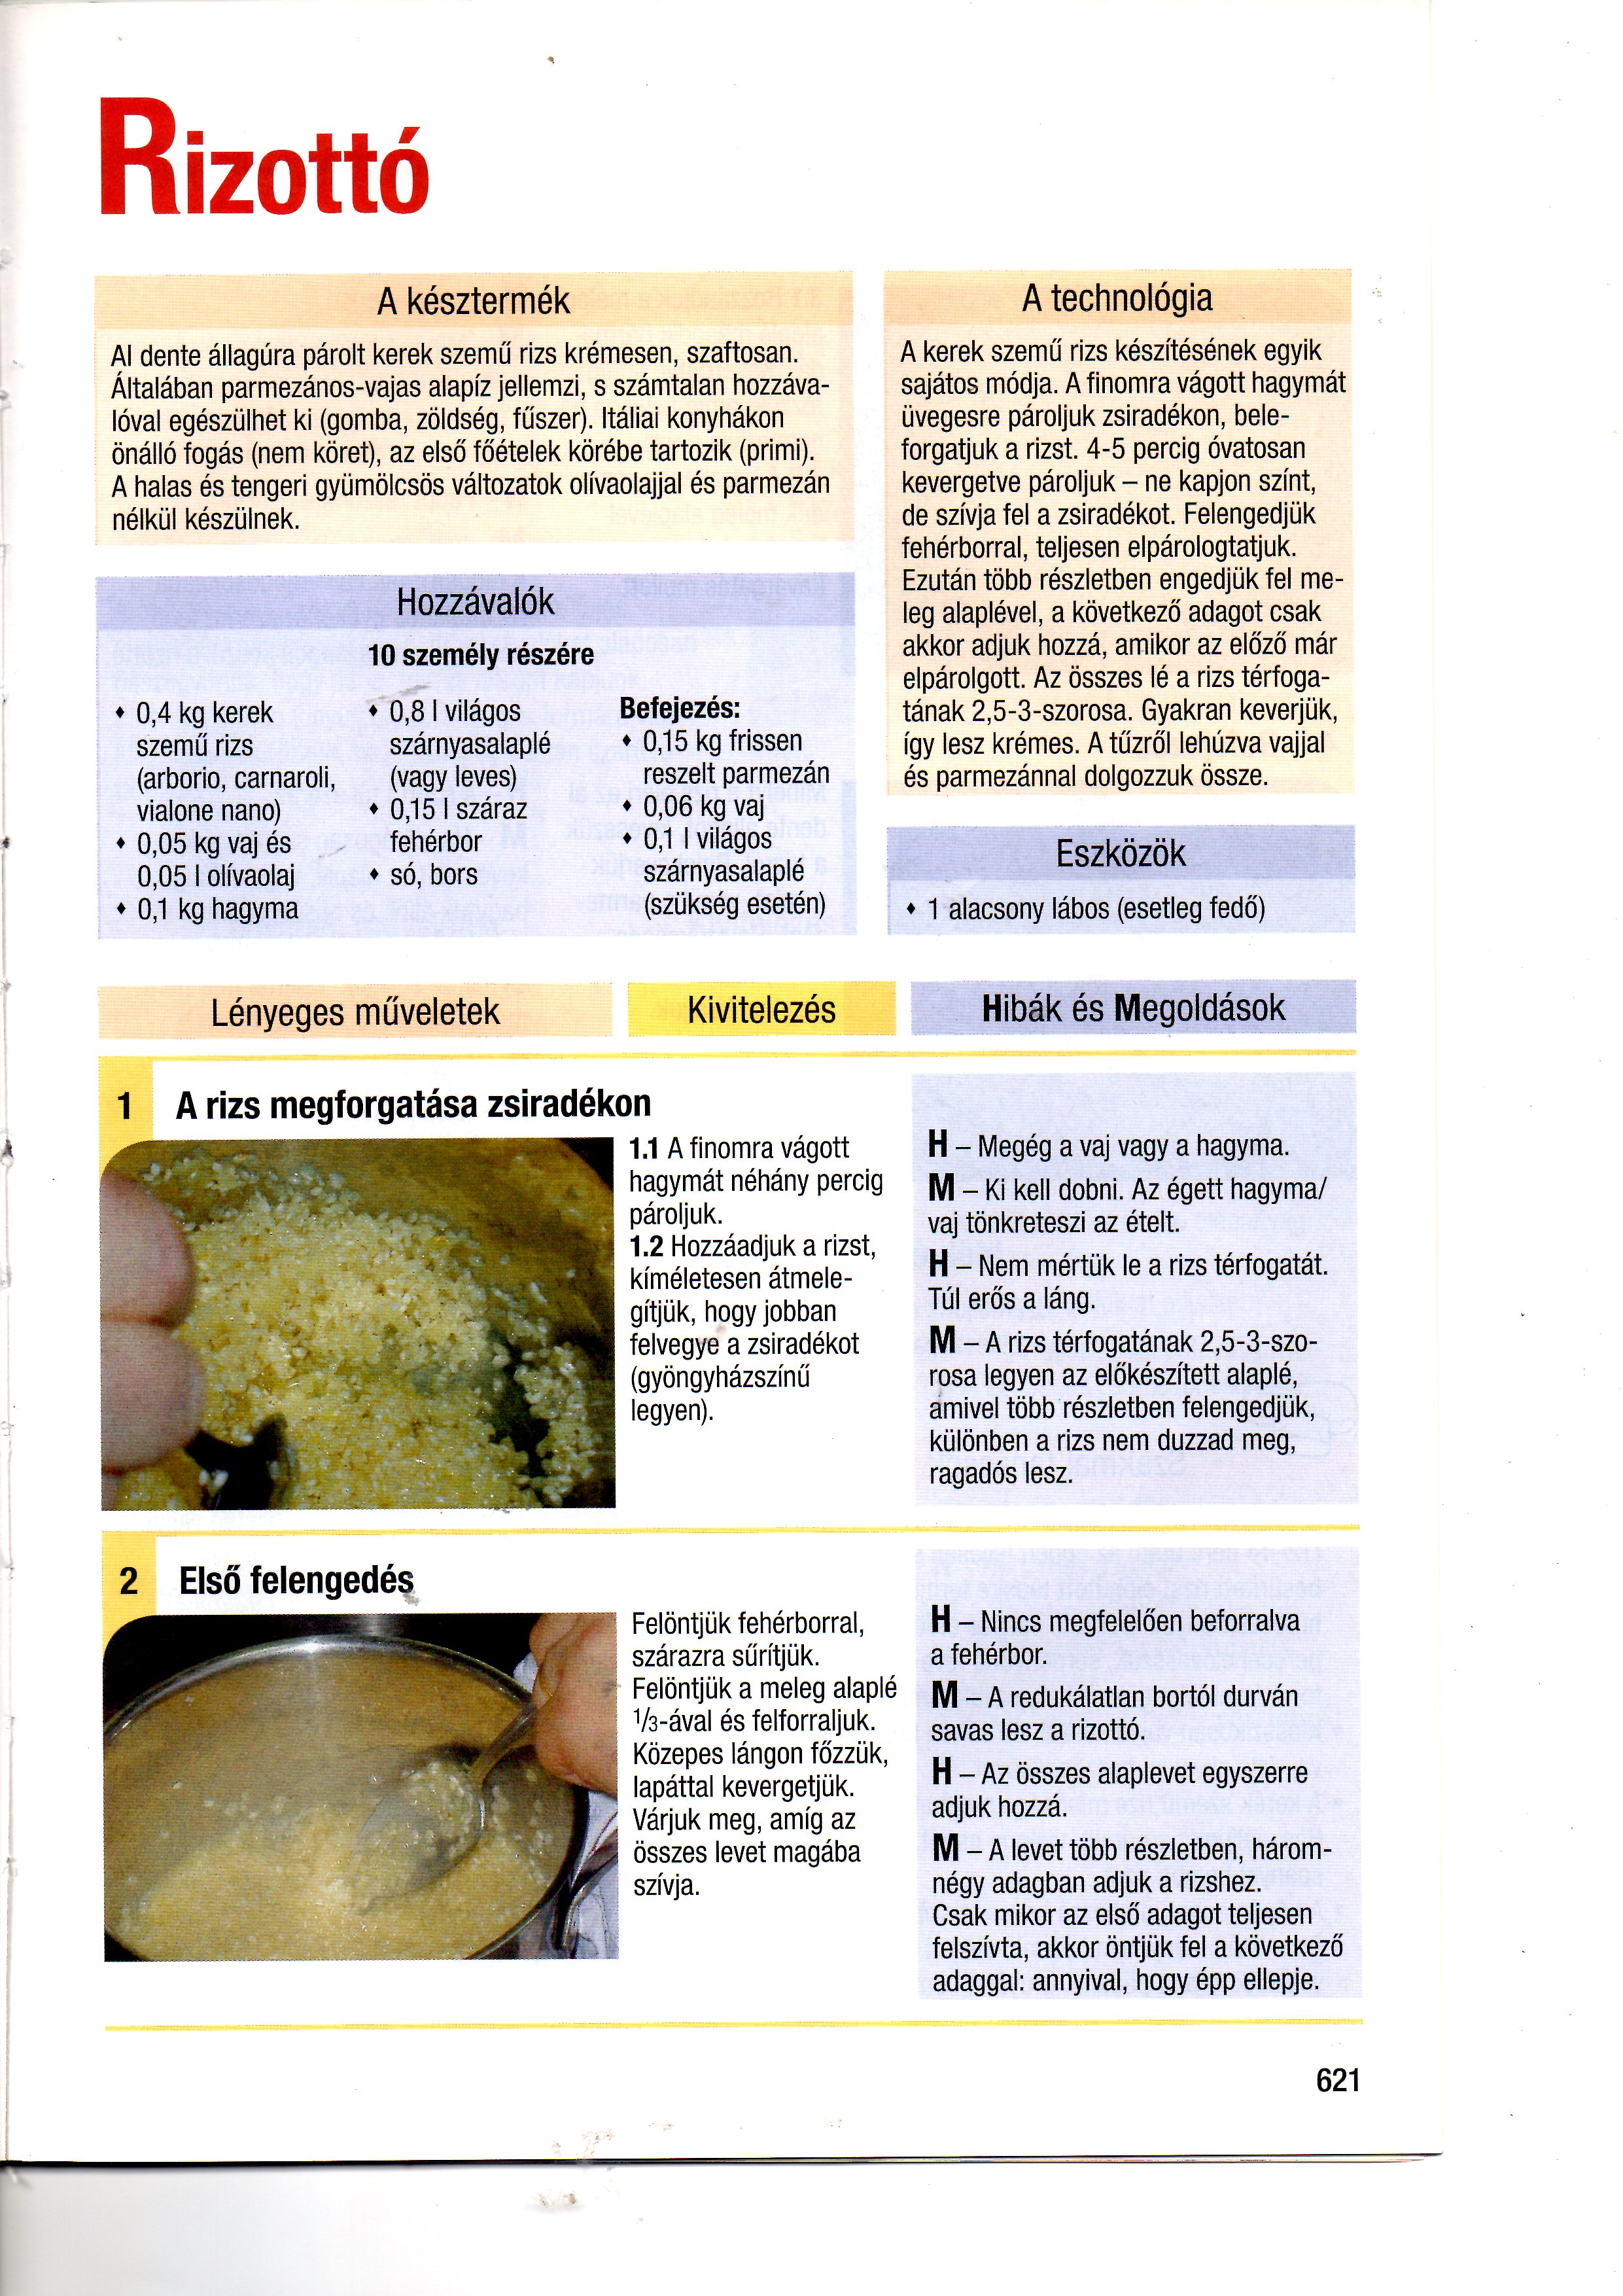 Rizottó
A késztermék
Al dente állagúra párolt kerek szemű rizs krémesen, szaftosan.
Általában parmezános-vajas alapíz jellemzi, s számtalan hozzáva-
lóval egészülhet ki (gomba, zöldség, fűszer). Itáliai konyhákon
önálló fogás (nem köret), az első főételek körébe tartozik (primi).
A halas és tengeri gyümölcsös változatok olívaolajjal és parmezán
nélkül készülnek.
A technológia
A kerek szemű rizs készítésének egyik
sajátos módja. A finomra vágott hagymát
üvegesre pároljuk zsiradékon, bele-
forgatjuk a rizst. 4-5 percig óvatosan
kevergetve pároljuk – ne kapjon színt,
de szívja fel a zsiradékot. Felengedjük
fehérborral, teljesen elpárologtatjuk.
Ezután több részletben engedjük fel me-
leg alaplével, a következő adagot csak
akkor adjuk hozzá, amikor az előző már
elpárolgott. Az összes lé a rizs térfoga-
tának 2,5-3-szorosa. Gyakran keverjük,
így lesz krémes. A tűzről lehúzva vajjal
és parmezánnal dolgozzuk össze.
Hozzávalók
10 személy részére
♦ 0,4 kg kerek
szemű rizs
(arborio, carnaroli,
vialone nano)
♦ 0,05 kg vaj és
0,05 l olívaolaj
♦ 0,1 kg hagyma
♦ 0,8 l világos
szárnyasalaplé
(vagy leves)
♦ 0,15 l száraz
fehérbor
♦ só, bors
Befejezés:
♦ 0,15 kg frissen
reszelt parmezán
♦ 0,06 kg vaj
♦ 0,1 l világos
szárnyasalaplé
(szükség esetén)
Eszközök
♦ 1 alacsony lábos (esetleg fedő)
Lényeges műveletek
Kivitelezés
Hibák és Megoldások
1 A rizs megforgatása zsiradékon
1.1 A finomra vágott
hagymát néhány percig
pároljuk.
1.2 Hozzáadjuk a rizst,
kíméletesen átmele-
gítjük, hogy jobban
felvegye a zsiradékot
(gyöngyházszínű
legyen).
H – Megég a vaj vagy a hagyma.
M – Ki kell dobni. Az égett hagyma/
vaj tönkreteszi az ételt.
H – Nem mértük le a rizs térfogatát.
Túl erős a láng.
M – A rizs térfogatának 2,5-3-szo-
rosa legyen az előkészített alaplé,
amivel több részletben felengedjük,
különben a rizs nem duzzad meg,
ragadós lesz.
2 Első felengedés
Felöntjük fehérborral,
szárazra sűrítjük.
Felöntjük a meleg alaplé
1/3-ával és felforraljuk.
Közepes lángon főzzük,
lapáttal kevergetjük.
Várjuk meg, amíg az
összes levet magába
szívja.
H – Nincs megfelelően beforralva
a fehérbor.
M – A redukálatlan bortól durván
savas lesz a rizottó.
H – Az összes alaplevet egyszerre
adjuk hozzá.
M – A levet több részletben, három-
négy adagban adjuk a rizshez.
Csak mikor az első adagot teljesen
felszívta, akkor öntjük fel a következő
adaggal: annyival, hogy épp ellepje.
621